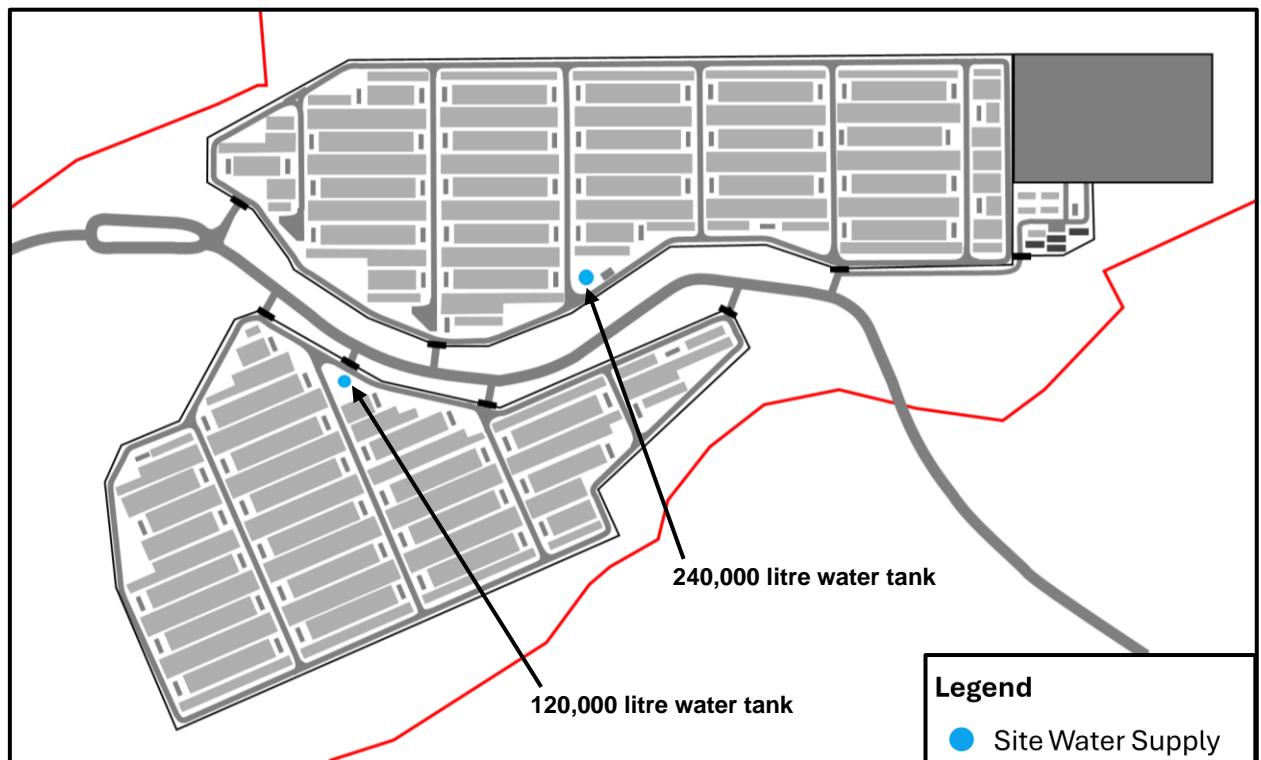 240,000 litre water tank
120,000 litre water tank
Legend
Site Water Supply